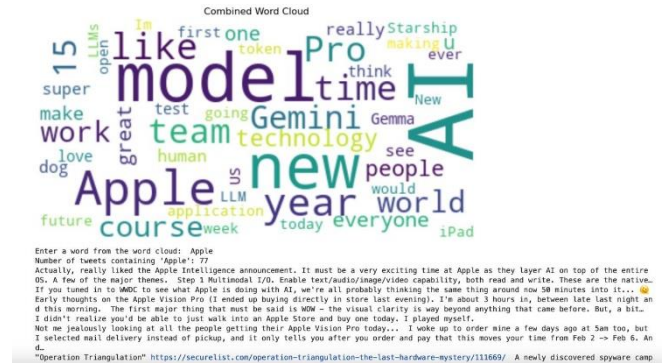 Combined Word Cloud
Im first one really Starship
15 LLMs open like token Pro making u
super model think ever AI
time New
make test going Gemini Gemma
work great team technology see
love human us new people
dog Apple LLM would
application year world
future course week today everyone iPad
Enter a word from the word cloud:  Apple
Number of tweets containing 'Apple': 77
Actually, really liked the Apple Intelligence announcement. It must be a very exciting time at Apple as they layer AI on top of the entire
OS. A few of the major themes.  Step 1 Multimodal I/O. Enable text/audio/image/video capability, both read and write. These are the native…
If you tuned in to WWDC to see what Apple is doing with AI, we're all probably thinking the same thing around now 50 minutes into it... 😉
Early thoughts on the Apple Vision Pro (I ended up buying directly in store last evening). I'm about 3 hours in, between late last night an
d this morning.  The first major thing that must be said is WOW – the visual clarity is way beyond anything that came before. But, a bit…
I didn't realize you'd be able to just walk into an Apple Store and buy one today. I played myself.
Not me jealously looking at all the people getting their Apple Vision Pro today...  I woke up to order mine a few days ago at 5am too, but
I selected mail delivery instead of pickup, and it only tells you after you order and pay that this moves your time from Feb 2 -> Feb 6. An
d…
"Operation Triangulation" https://securelist.com/operation-triangulation-the-last-hardware-mystery/111669/  A newly discovered spyware cam